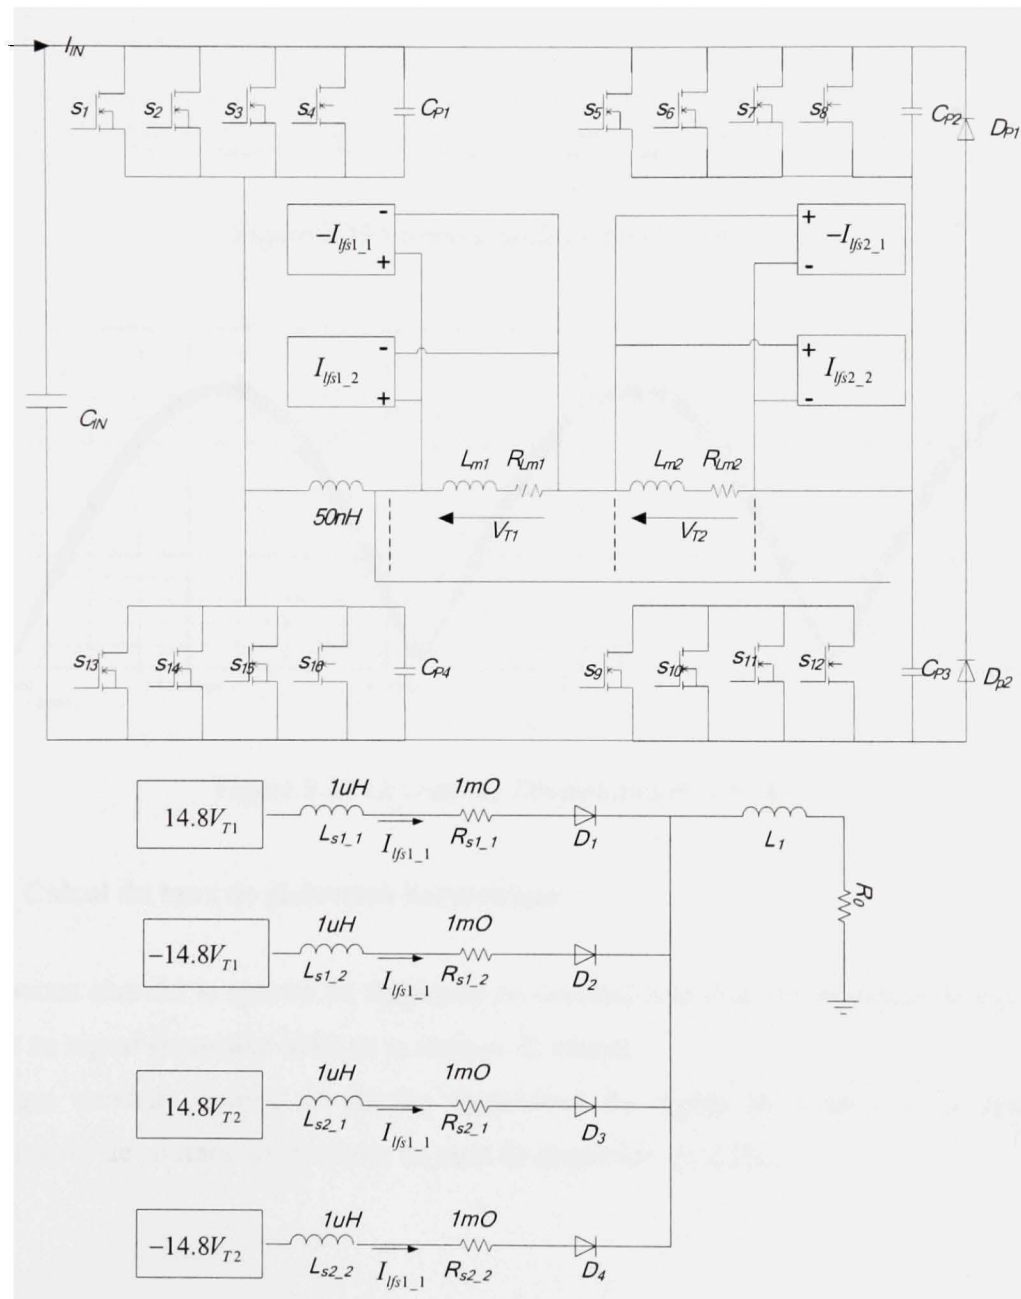 I_IN
S1 S2 S3 S4 C_P1 S5 S6 S7 S8 C_P2 D_P1
- + -I_lfs1_1 + - -I_lfs2_1
- + I_lfs1_2 + - I_lfs2_2
C_IN
L_m1 R_Lm1 L_m2 R_Lm2
50nH V_T1 V_T2
S13 S14 S15 S16 C_P4 S9 S10 S11 S12 C_P3 D_p2
14.8V_T1 1uH L_s1_1 I_lfs1_1 1mO R_s1_1 D1 L1
R_o
-14.8V_T1 1uH L_s1_2 I_lfs1_1 1mO R_s1_2 D2
14.8V_T2 1uH L_s2_1 I_lfs1_1 1mO R_s2_1 D3
-14.8V_T2 1uH L_s2_2 I_lfs1_1 1mO R_s2_2 D4